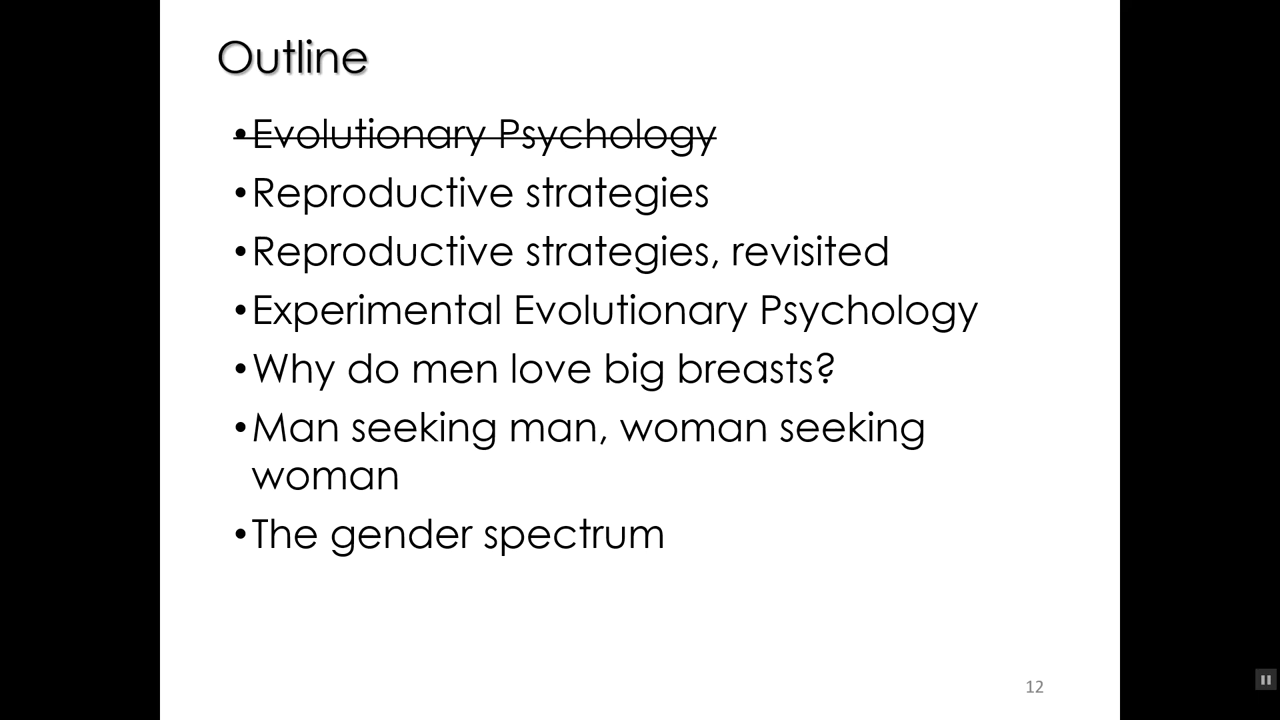 Outline
•Evolutionary Psychology
•Reproductive strategies
•Reproductive strategies, revisited
•Experimental Evolutionary Psychology
•Why do men love big breasts?
•Man seeking man, woman seeking
woman
•The gender spectrum
12